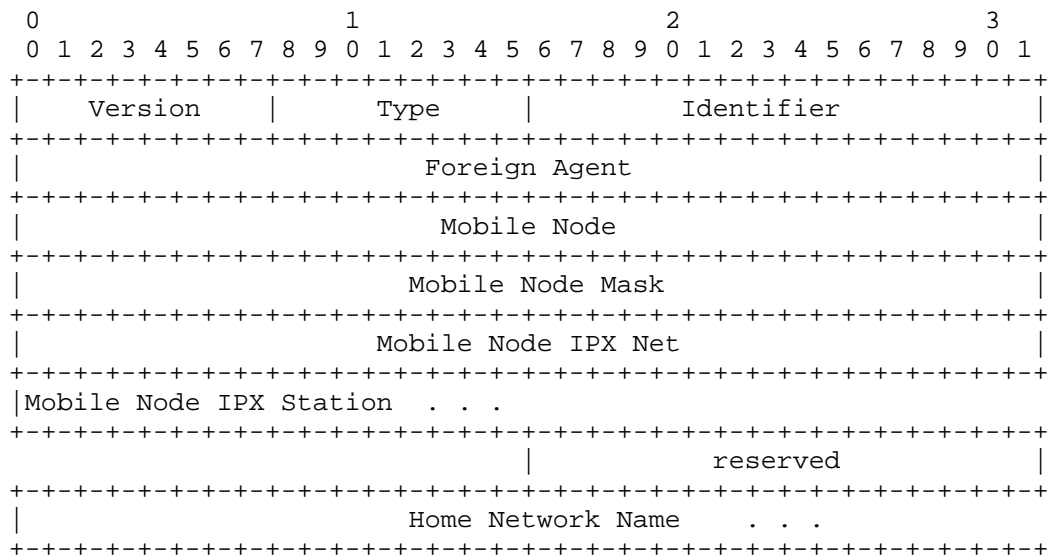 0                   1                   2                   3
 0 1 2 3 4 5 6 7 8 9 0 1 2 3 4 5 6 7 8 9 0 1 2 3 4 5 6 7 8 9 0 1
+-+-+-+-+-+-+-+-+-+-+-+-+-+-+-+-+-+-+-+-+-+-+-+-+-+-+-+-+-+-+-+-+
|    Version    |      Type     |         Identifier            |
+-+-+-+-+-+-+-+-+-+-+-+-+-+-+-+-+-+-+-+-+-+-+-+-+-+-+-+-+-+-+-+-+
|                         Foreign Agent                         |
+-+-+-+-+-+-+-+-+-+-+-+-+-+-+-+-+-+-+-+-+-+-+-+-+-+-+-+-+-+-+-+-+
|                          Mobile Node                          |
+-+-+-+-+-+-+-+-+-+-+-+-+-+-+-+-+-+-+-+-+-+-+-+-+-+-+-+-+-+-+-+-+
|                        Mobile Node Mask                       |
+-+-+-+-+-+-+-+-+-+-+-+-+-+-+-+-+-+-+-+-+-+-+-+-+-+-+-+-+-+-+-+-+
|                      Mobile Node IPX Net                      |
+-+-+-+-+-+-+-+-+-+-+-+-+-+-+-+-+-+-+-+-+-+-+-+-+-+-+-+-+-+-+-+-+
|Mobile Node IPX Station  . . .
+-+-+-+-+-+-+-+-+-+-+-+-+-+-+-+-+-+-+-+-+-+-+-+-+-+-+-+-+-+-+-+-+
                                |           reserved            |
+-+-+-+-+-+-+-+-+-+-+-+-+-+-+-+-+-+-+-+-+-+-+-+-+-+-+-+-+-+-+-+-+
|                        Home Network Name    . . .
+-+-+-+-+-+-+-+-+-+-+-+-+-+-+-+-+-+-+-+-+-+-+-+-+-+-+-+-+-+-+-+-+